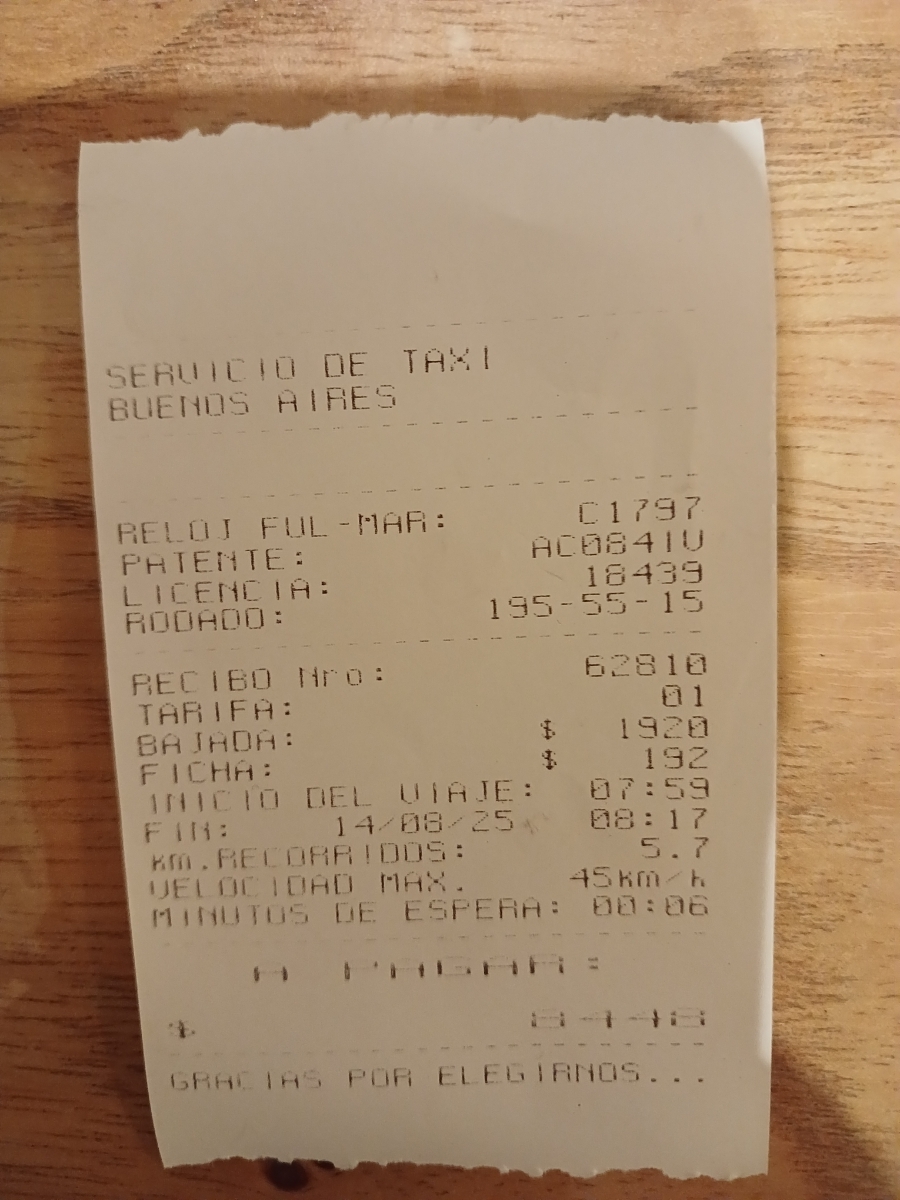 SERVICIO DE TAXI
BUENOS AIRES
RELOJ FUL-MAR: C1797
PATENTE: AC084IU
LICENCIA: 18439
RODADO: 195-55-15
RECIBO Nro: 62810
TARIFA: 01
BAJADA: $ 1920
FICHA: $ 192
INICIO DEL VIAJE: 07:59
FIN: 14/08/25 08:17
km.RECORRIDOS: 5.7
VELOCIDAD MAX. 45km/h
MINUTOS DE ESPERA: 00:06
A PAGAR:
$ 8448
GRACIAS POR ELEGIRNOS...